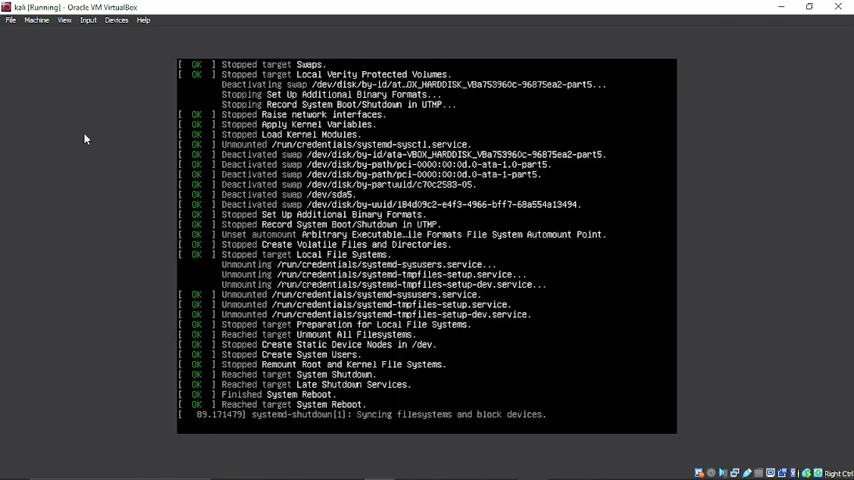 kali [Running] - Oracle VM VirtualBox
File Machine View Input Devices Help
[ OK ] Stopped target Swaps.
[ OK ] Stopped target Local Verity Protected Volumes.
Deactivating swap /dev/disk/by-id/at…OX_HARDDISK_VBa753960c-96875ea2-part5...
Stopping Set Up Additional Binary Formats...
Stopping Record System Boot/Shutdown in UTMP...
[ OK ] Stopped Raise network interfaces.
[ OK ] Stopped Apply Kernel Variables.
[ OK ] Stopped Load Kernel Modules.
[ OK ] Unmounted /run/credentials/systemd-sysctl.service.
[ OK ] Deactivated swap /dev/disk/by-id/ata-VBOX_HARDDISK_VBa753960c-96875ea2-part5.
[ OK ] Deactivated swap /dev/disk/by-path/pci-0000:00:0d.0-ata-1.0-part5.
[ OK ] Deactivated swap /dev/disk/by-path/pci-0000:00:0d.0-ata-1-part5.
[ OK ] Deactivated swap /dev/disk/by-partuuid/c70c2583-05.
[ OK ] Deactivated swap /dev/sda5.
[ OK ] Deactivated swap /dev/disk/by-uuid/184d09c2-e4f3-4966-bff7-68a554a13494.
[ OK ] Stopped Set Up Additional Binary Formats.
[ OK ] Stopped Record System Boot/Shutdown in UTMP.
[ OK ] Unset automount Arbitrary Executable…ile Formats File System Automount Point.
[ OK ] Stopped Create Volatile Files and Directories.
[ OK ] Stopped target Local File Systems.
Unmounting /run/credentials/systemd-sysusers.service...
Unmounting /run/credentials/systemd-tmpfiles-setup.service...
Unmounting /run/credentials/systemd-tmpfiles-setup-dev.service...
[ OK ] Unmounted /run/credentials/systemd-sysusers.service.
[ OK ] Unmounted /run/credentials/systemd-tmpfiles-setup.service.
[ OK ] Unmounted /run/credentials/systemd-tmpfiles-setup-dev.service.
[ OK ] Stopped target Preparation for Local File Systems.
[ OK ] Reached target Unmount All Filesystems.
[ OK ] Stopped Create Static Device Nodes in /dev.
[ OK ] Stopped Create System Users.
[ OK ] Stopped Remount Root and Kernel File Systems.
[ OK ] Reached target System Shutdown.
[ OK ] Reached target Late Shutdown Services.
[ OK ] Finished System Reboot.
[ OK ] Reached target System Reboot.
[ 89.171479] systemd-shutdown[1]: Syncing filesystems and block devices.
Right Ctrl